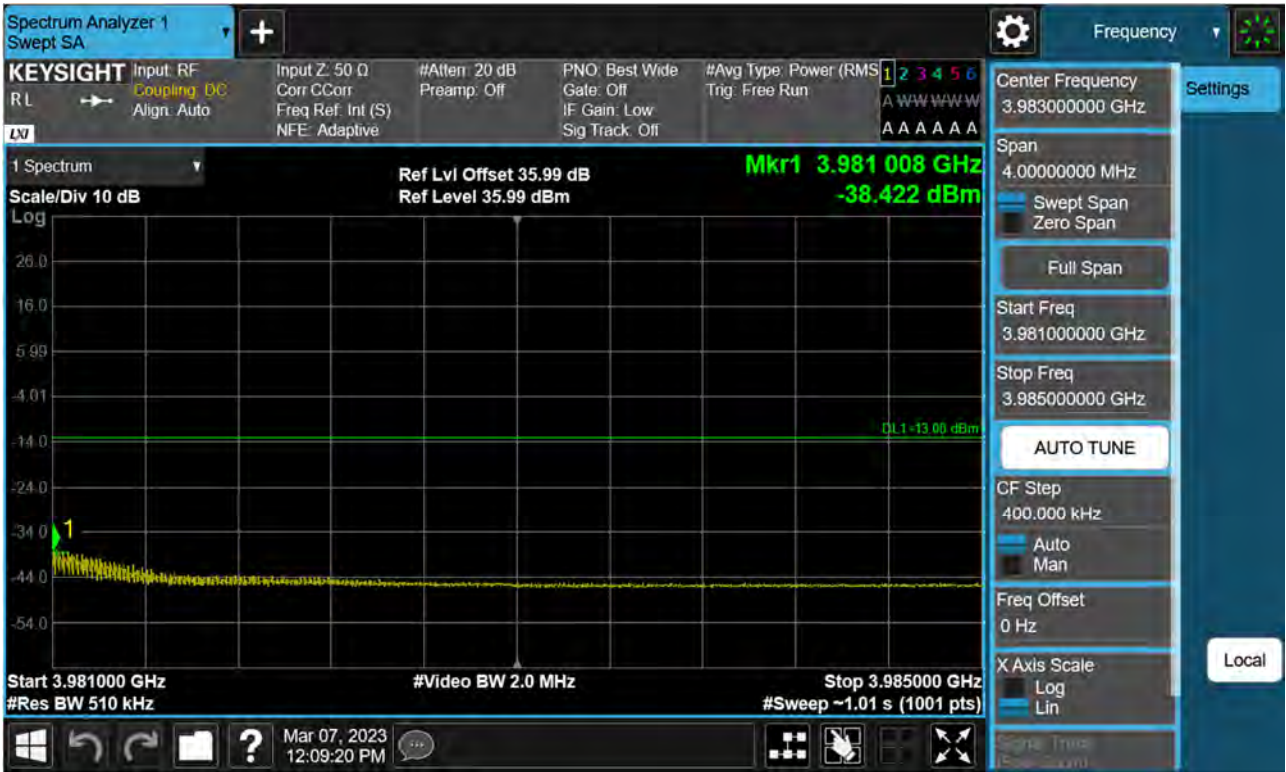 Spectrum Analyzer 1
Swept SA
Frequency
KEYSIGHT
RL
LXI
Input: RF
Coupling: DC
Align: Auto
Input Z: 50 Ω
Corr CCorr
Freq Ref: Int (S)
NFE: Adaptive
#Atten: 20 dB
Preamp: Off
PNO: Best Wide
Gate: Off
IF Gain: Low
Sig Track: Off
#Avg Type: Power (RMS
Trig: Free Run
1 2 3 4 5 6
A W W W W W
A A A A A A
1 Spectrum
Scale/Div 10 dB
Log
Ref Lvl Offset 35.99 dB
Ref Level 35.99 dBm
Mkr1 3.981 008 GHz
-38.422 dBm
26.0
16.0
5.99
-4.01
-14.0
-24.0
-34.0
-44.0
-54.0
DL1 -13.00 dBm
1
Start 3.981000 GHz
#Res BW 510 kHz
#Video BW 2.0 MHz
Stop 3.985000 GHz
#Sweep ~1.01 s (1001 pts)
Center Frequency
3.983000000 GHz
Span
4.00000000 MHz
Swept Span
Zero Span
Full Span
Start Freq
3.981000000 GHz
Stop Freq
3.985000000 GHz
AUTO TUNE
CF Step
400.000 kHz
Auto
Man
Freq Offset
0 Hz
X Axis Scale
Log
Lin
Settings
Local
?
Mar 07, 2023
12:09:20 PM